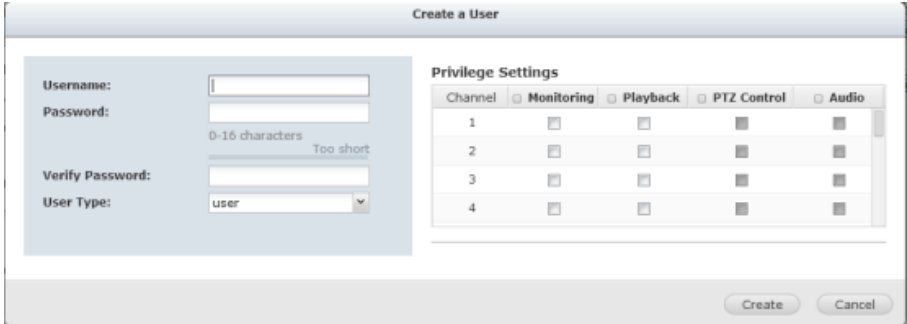 Create a User
Username:
Password:
0-16 characters
Too short
Verify Password:
User Type:
user
Privilege Settings
Channel Monitoring Playback PTZ Control Audio
1
2
3
4
Create Cancel